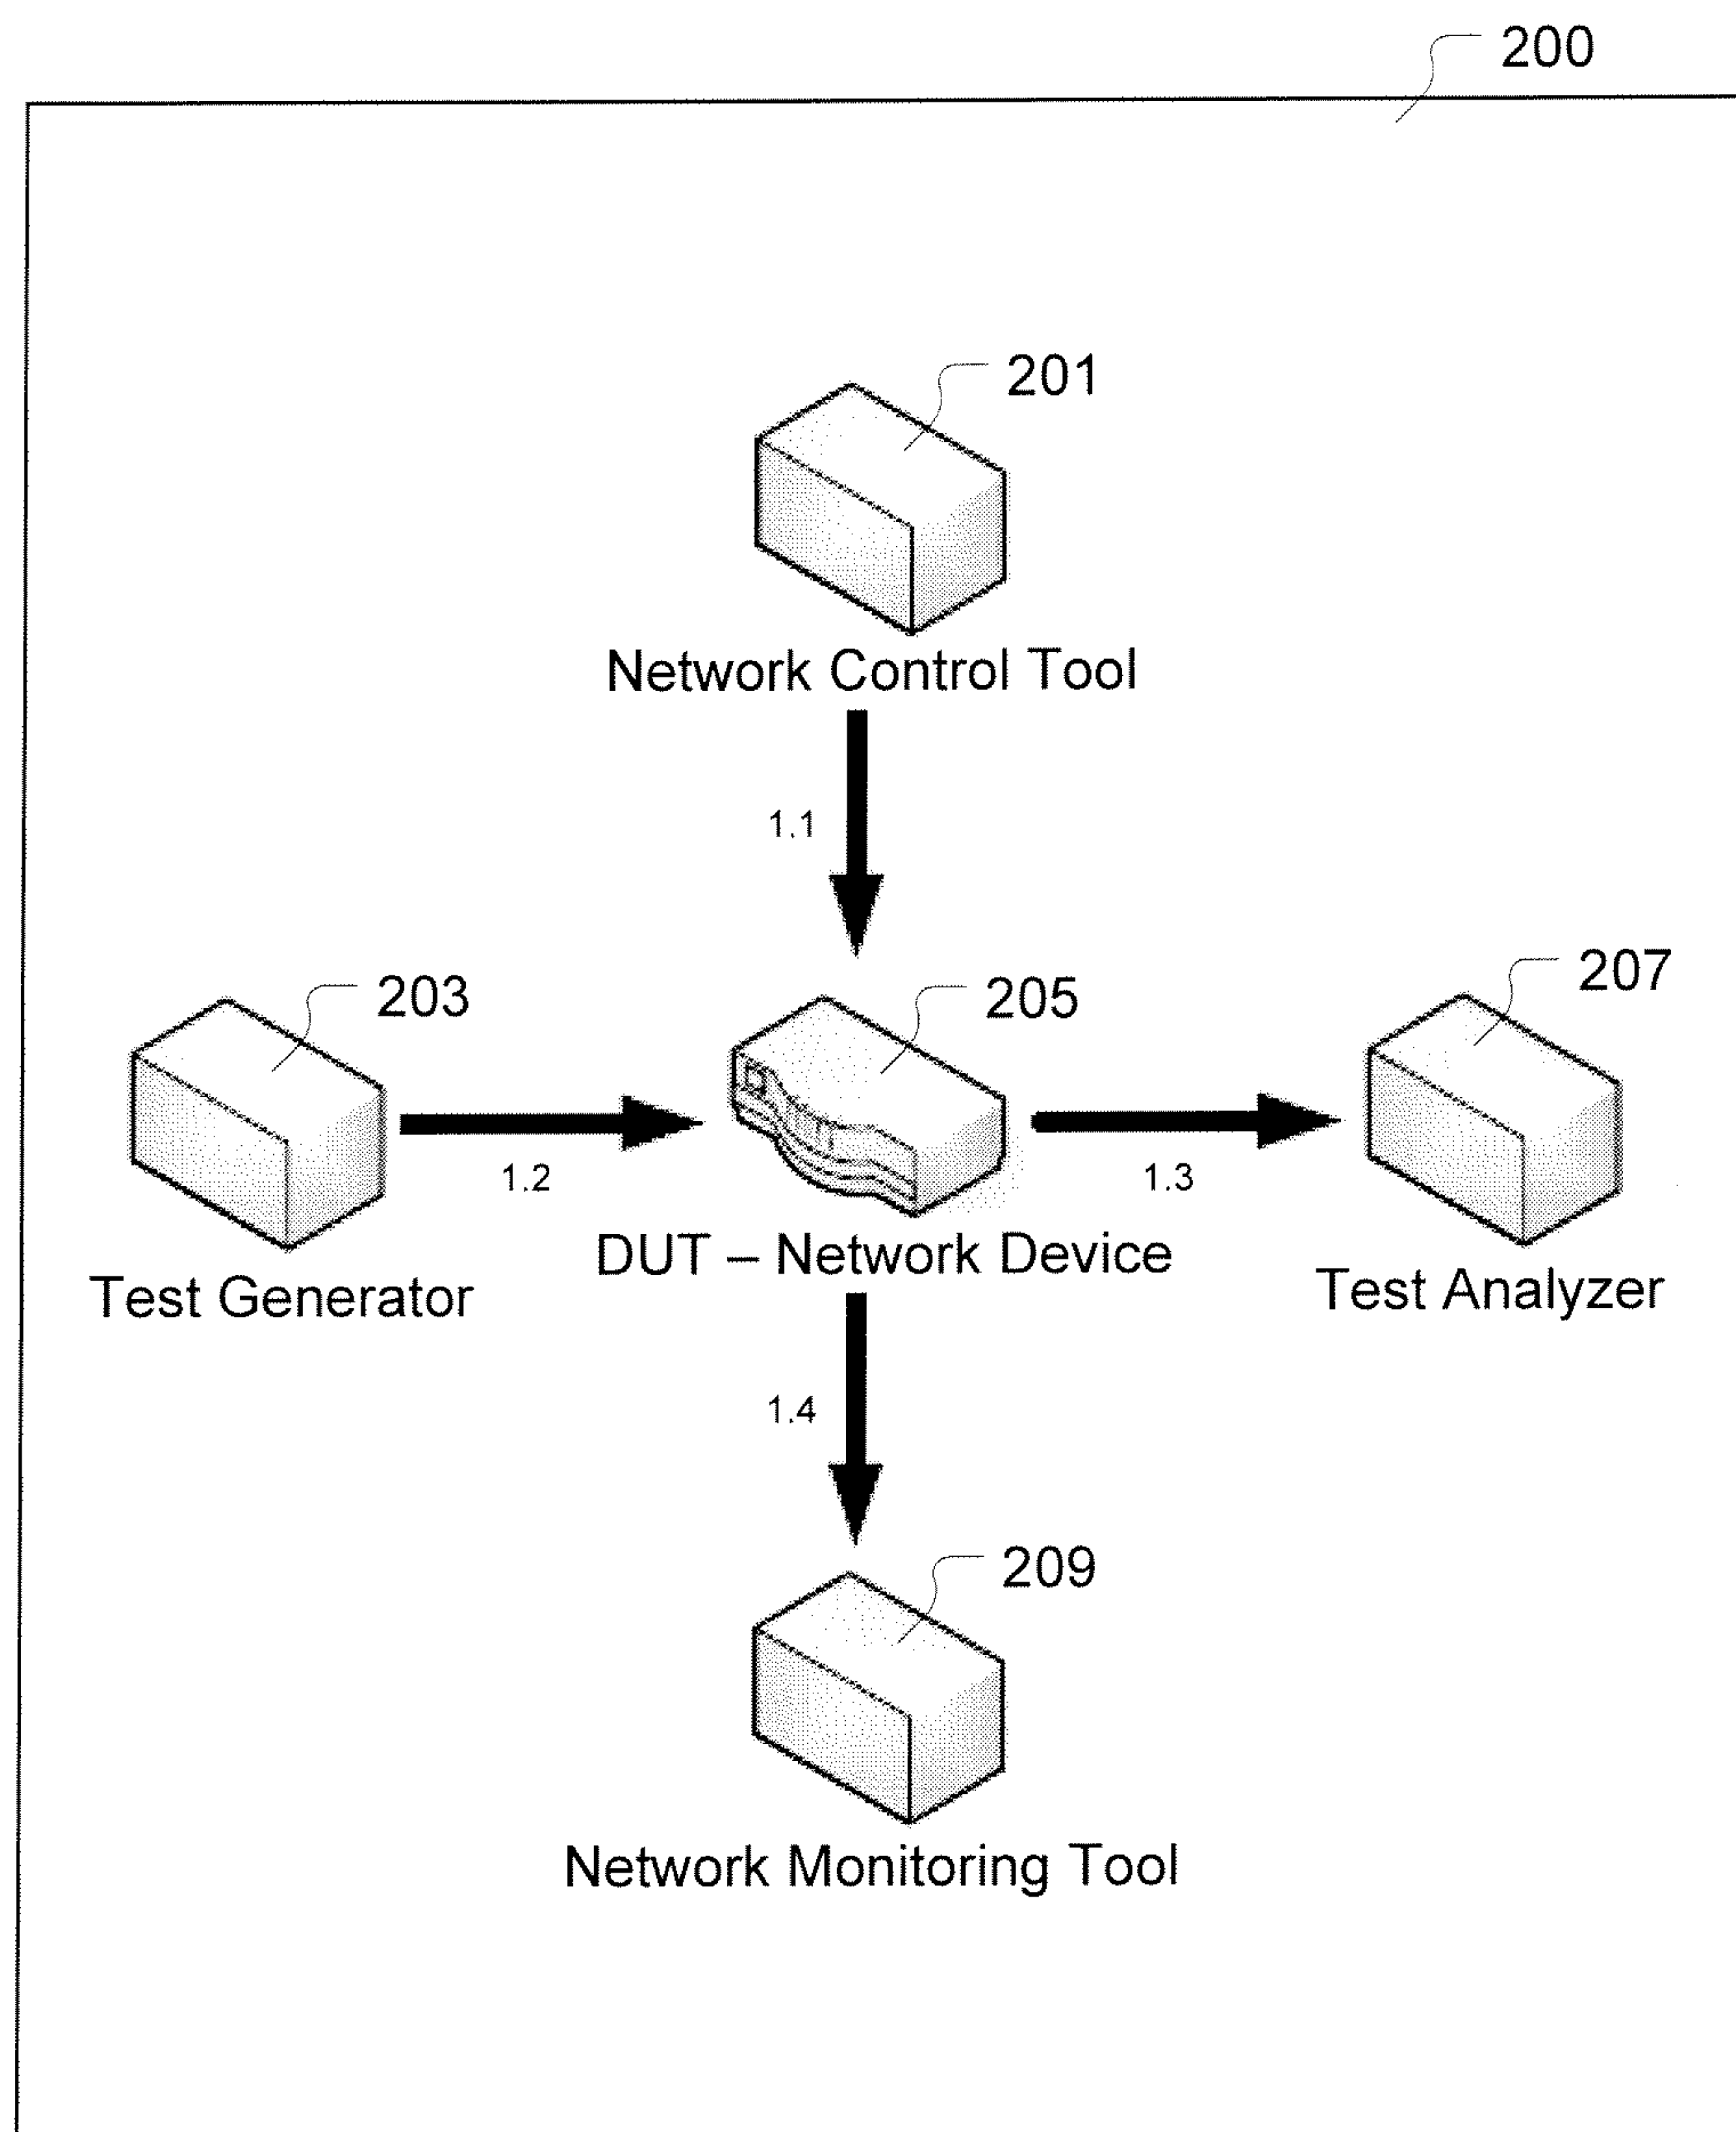 200
201
Network Control Tool
1.1
203
205
207
1.2
1.3
Test Generator
DUT – Network Device
Test Analyzer
1.4
209
Network Monitoring Tool